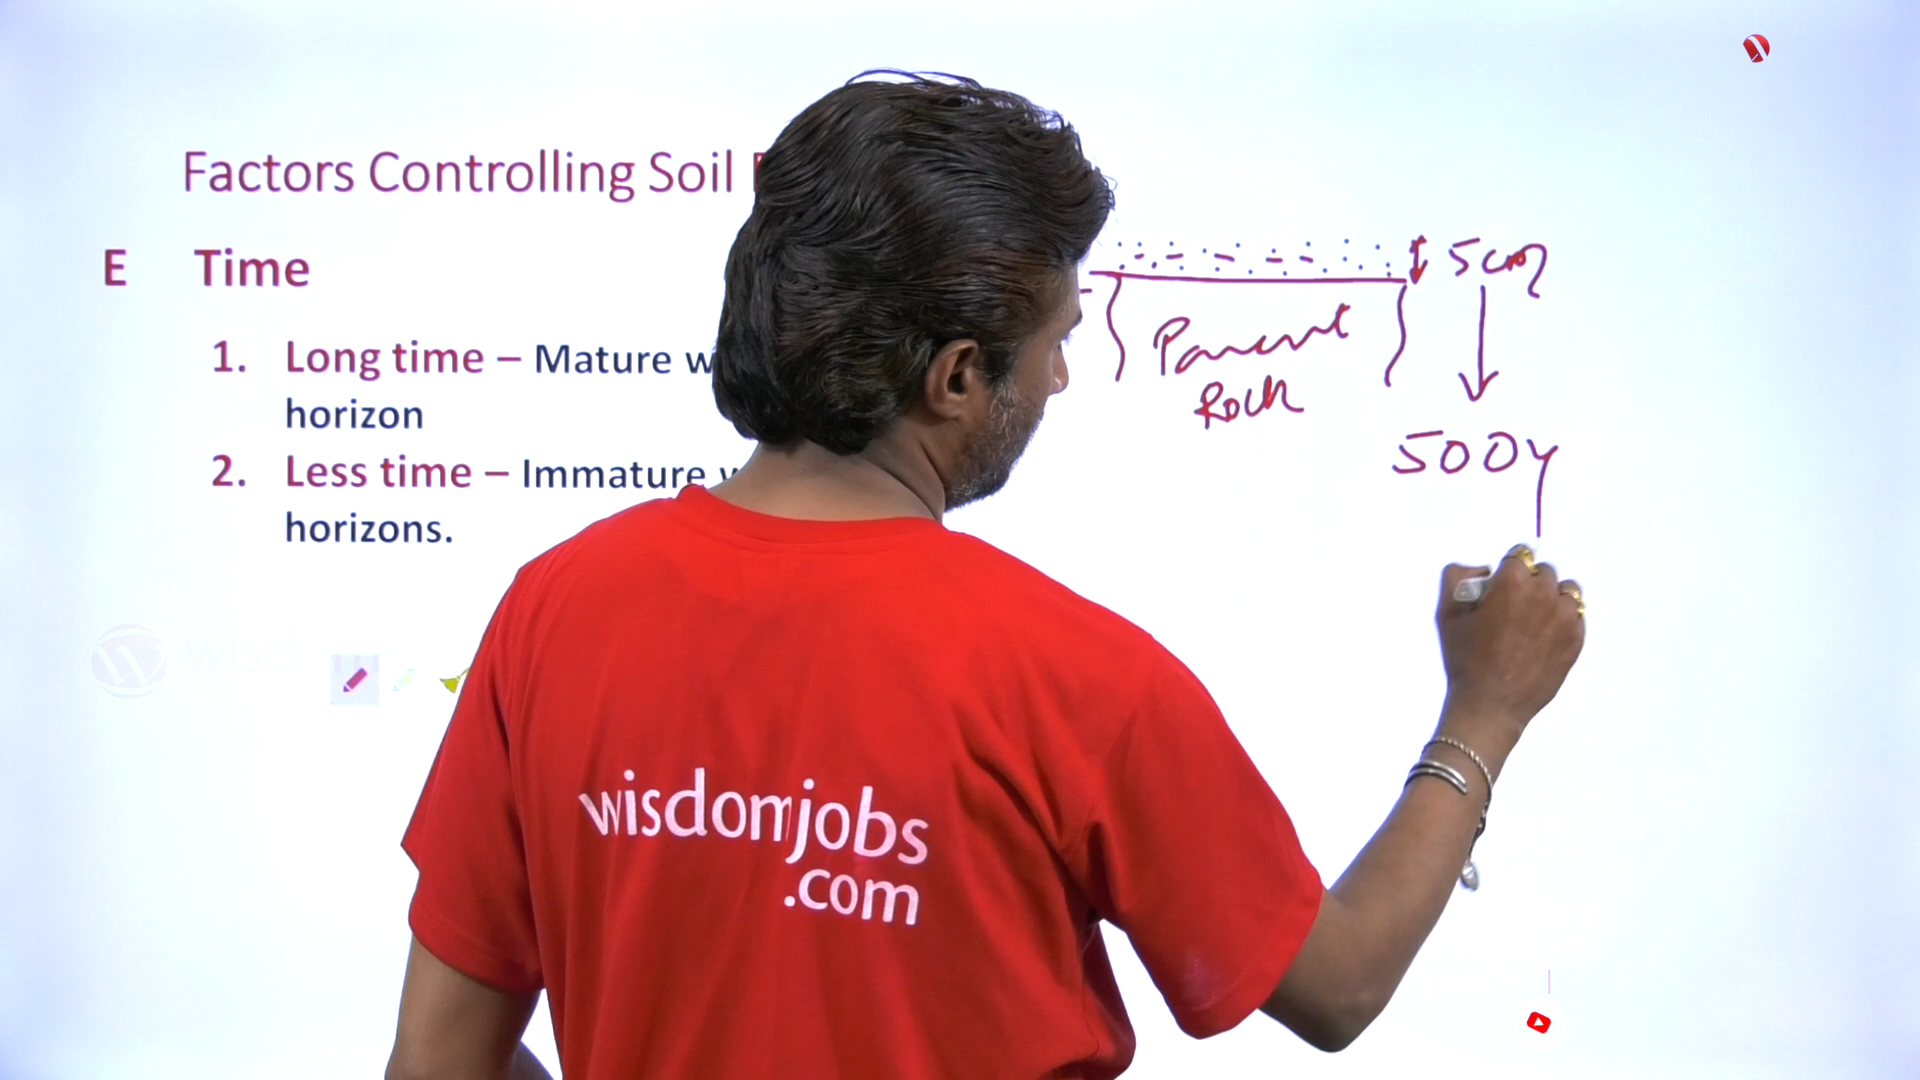 Factors Controlling Soil
E Time
1. Long time – Mature
horizon
2. Less time – Immature
horizons.
5cm
Parent
Rock
500y
wisdomjobs
.com